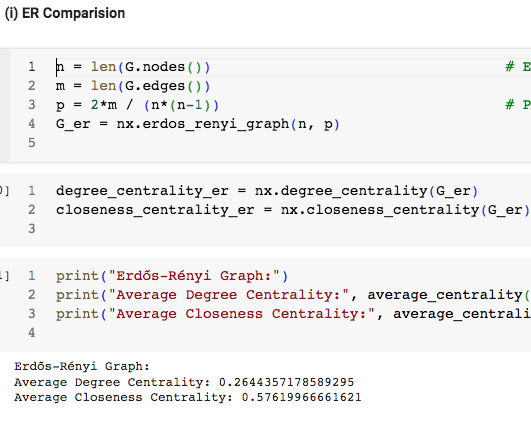 (i) ER Comparision
1 n = len(G.nodes()) # E
2 m = len(G.edges())
3 p = 2*m / (n*(n-1)) # P
4 G_er = nx.erdos_renyi_graph(n, p)
5
] 1 degree_centrality_er = nx.degree_centrality(G_er)
2 closeness_centrality_er = nx.closeness_centrality(G_er)
3
] 1 print("Erdős-Rényi Graph:")
2 print("Average Degree Centrality:", average_centrality(
3 print("Average Closeness Centrality:", average_centrali
4
Erdős-Rényi Graph:
Average Degree Centrality: 0.2644357178589295
Average Closeness Centrality: 0.57619966661621